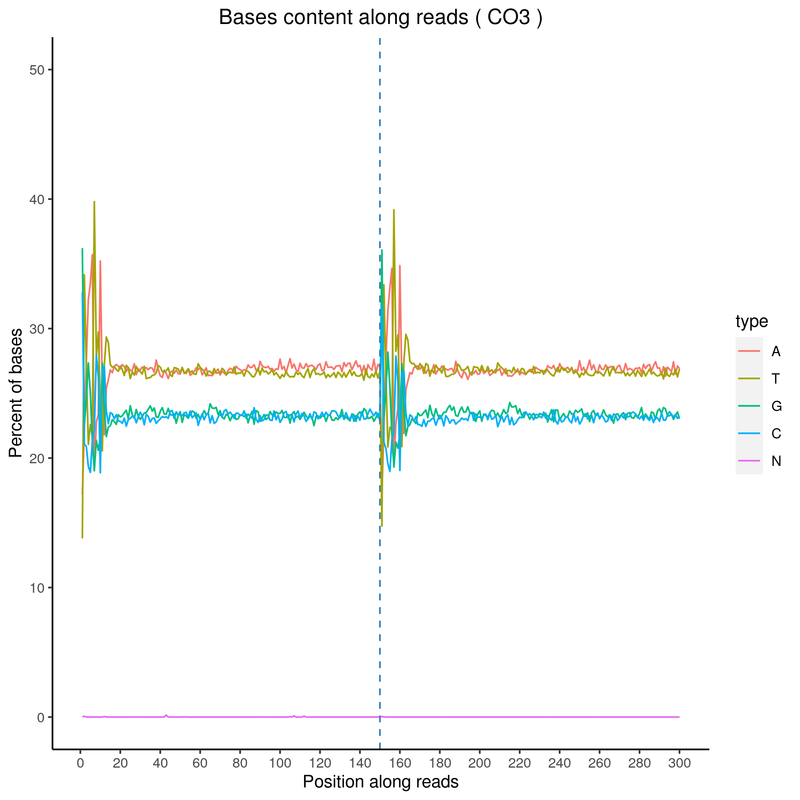 Bases content along reads ( CO3 )
Percent of bases
50
40
30
20
10
0
0 20 40 60 80 100 120 140 160 180 200 220 240 260 280 300
Position along reads
type
A
T
G
C
N